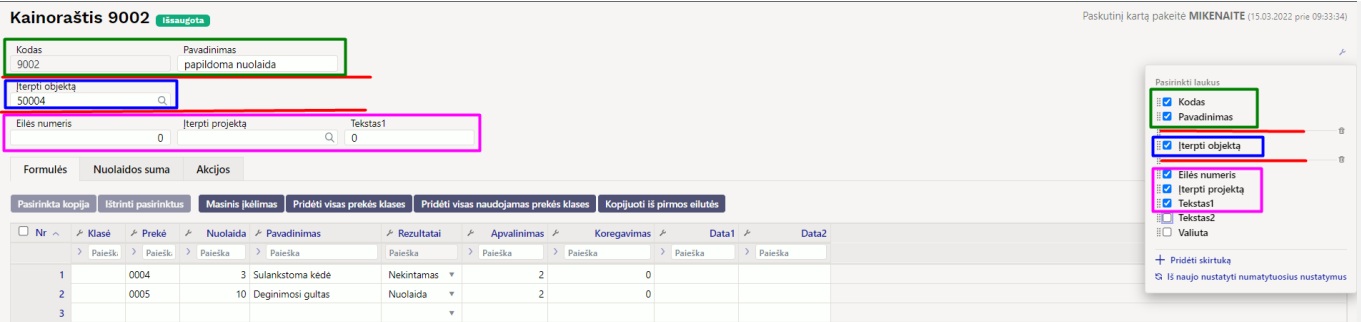 Kainoraštis 9002 Išsaugota
Paskutinį kartą pakeitė MIKENAITE (15.03.2022 prie 09:33:34)
Kodas Pavadinimas
9002 papildoma nuolaida
Įterpti objektą
50004
Eilės numeris Įterpti projektą Tekstas1
0 0
Formulės Nuolaidos suma Akcijos
Pasirinkta kopija Ištrinti pasirinktus Masinis įkėlimas Pridėti visas prekės klases Pridėti visas naudojamas prekės klases Kopijuoti iš pirmos eilutės
Nr Klasė Prekė Nuolaida Pavadinimas Rezultatai Apvalinimas Koregavimas Data1 Data2
Paieška Paieška Paieška Paieška Paieška Paieška Paieška Paieška Paieška
1 0004 3 Sulankstoma kėdė Nekintamas 2 0
2 0005 10 Deginimosi gultas Nuolaida 2 0
3
Pasirinkti laukus
Kodas
Pavadinimas
Įterpti objektą
Eilės numeris
Įterpti projektą
Tekstas1
Tekstas2
Valiuta
+ Pridėti skirtuką
Iš naujo nustatyti numatytuosius nustatymus